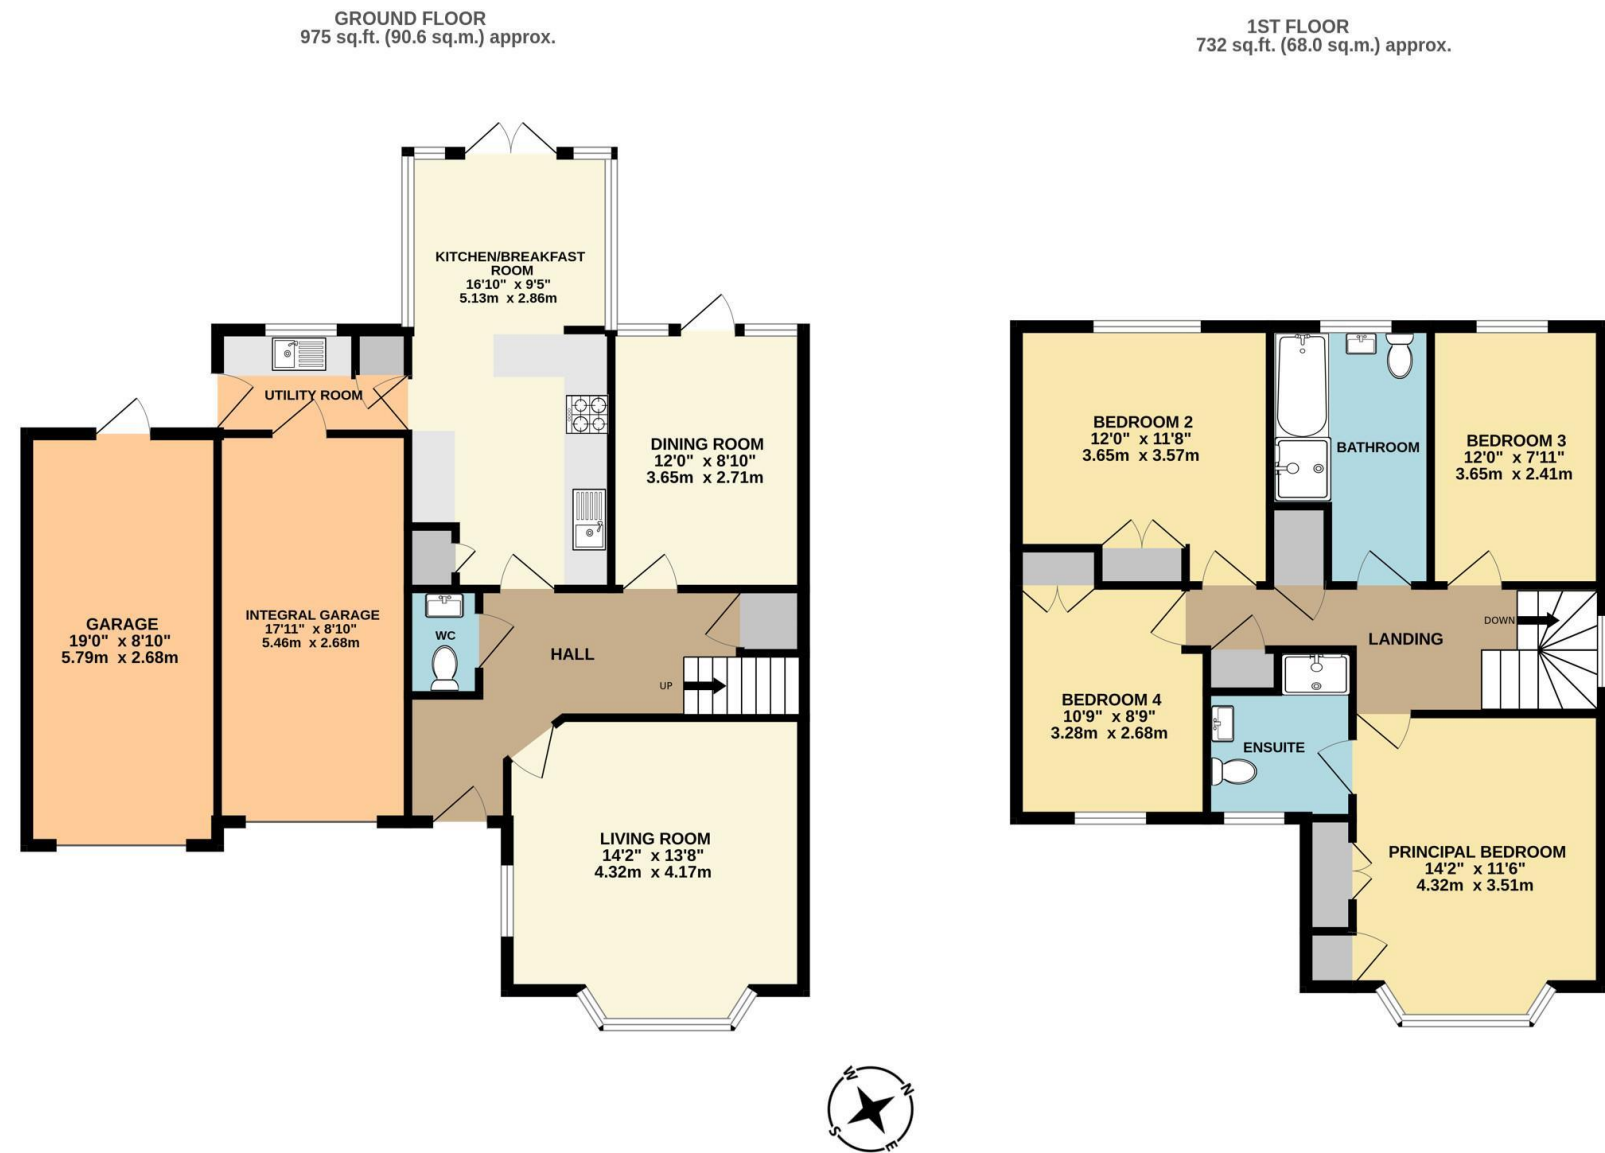 GROUND FLOOR
975 sq.ft. (90.6 sq.m.) approx.
KITCHEN/BREAKFAST
ROOM
16'10" x 9'5"
5.13m x 2.86m
UTILITY ROOM
DINING ROOM
12'0" x 8'10"
3.65m x 2.71m
GARAGE
19'0" x 8'10"
5.79m x 2.68m
INTEGRAL GARAGE
17'11" x 8'10"
5.46m x 2.68m
WC
HALL
UP
LIVING ROOM
14'2" x 13'8"
4.32m x 4.17m
1ST FLOOR
732 sq.ft. (68.0 sq.m.) approx.
BEDROOM 2
12'0" x 11'8"
3.65m x 3.57m
BATHROOM
BEDROOM 3
12'0" x 7'11"
3.65m x 2.41m
DOWN
LANDING
BEDROOM 4
10'9" x 8'9"
3.28m x 2.68m
ENSUITE
PRINCIPAL BEDROOM
14'2" x 11'6"
4.32m x 3.51m
W
N
S
E